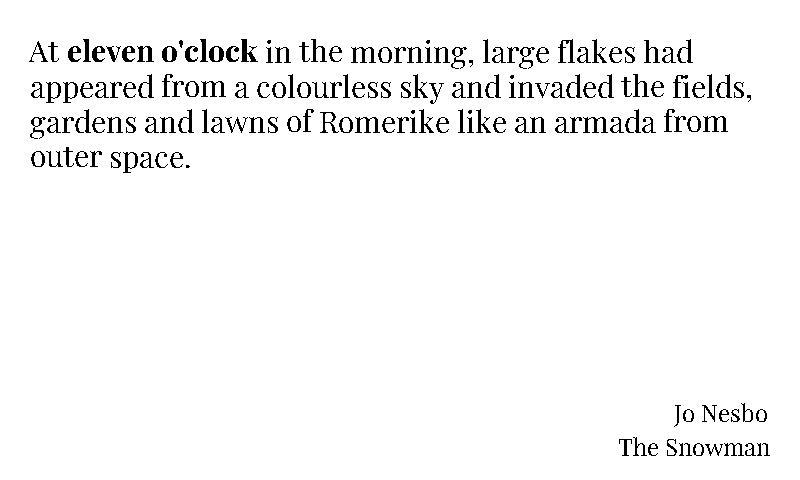 At eleven o'clock in the morning, large flakes had
appeared from a colourless sky and invaded the fields,
gardens and lawns of Romerike like an armada from
outer space.
Jo Nesbo
The Snowman